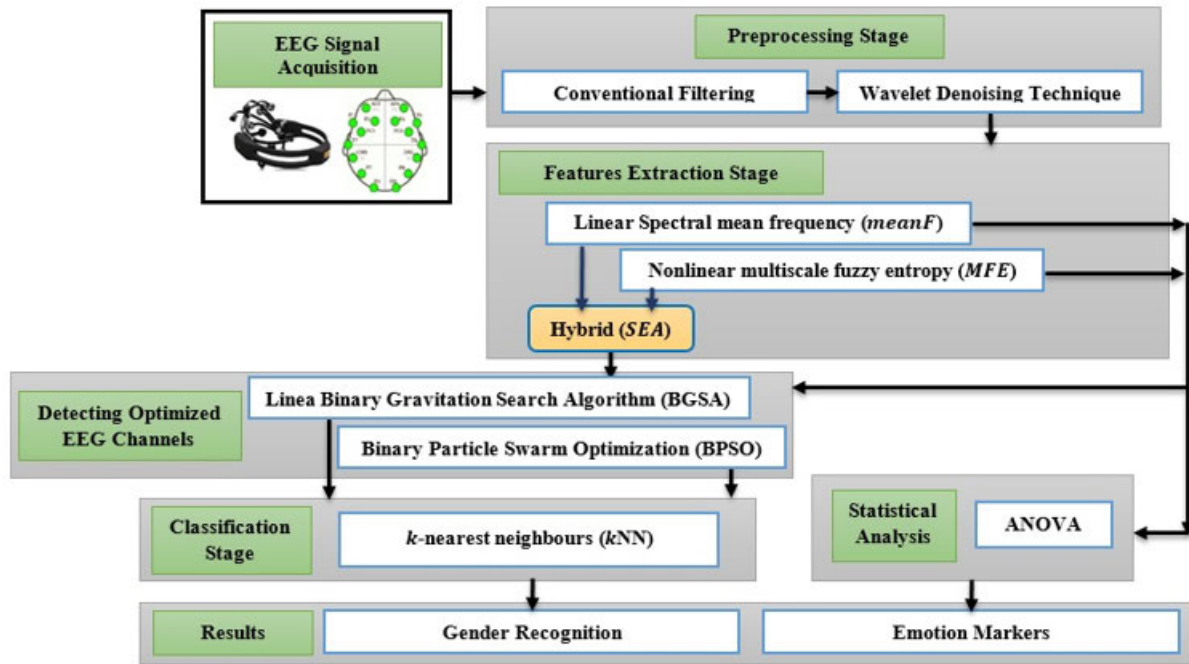 EEG Signal
Acquisition
Preprocessing Stage
Conventional Filtering
Wavelet Denoising Technique
Features Extraction Stage
Linear Spectral mean frequency (meanF)
Nonlinear multiscale fuzzy entropy (MFE)
Hybrid (SEA)
Detecting Optimized
EEG Channels
Linea Binary Gravitation Search Algorithm (BGSA)
Binary Particle Swarm Optimization (BPSO)
Classification
Stage
k-nearest neighbours (kNN)
Statistical
Analysis
ANOVA
Results
Gender Recognition
Emotion Markers